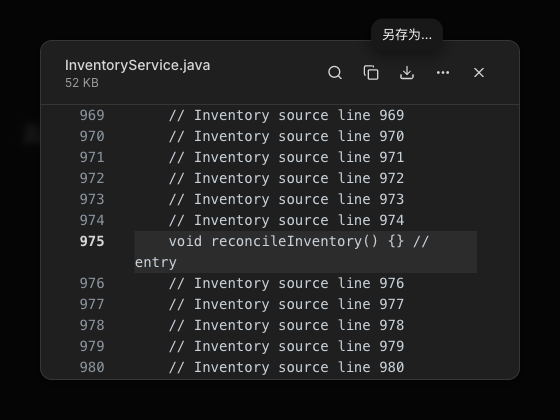 另存为...
InventoryService.java
52 KB
969 // Inventory source line 969
970 // Inventory source line 970
971 // Inventory source line 971
972 // Inventory source line 972
973 // Inventory source line 973
974 // Inventory source line 974
975 void reconcileInventory() {} //
entry
976 // Inventory source line 976
977 // Inventory source line 977
978 // Inventory source line 978
979 // Inventory source line 979
980 // Inventory source line 980